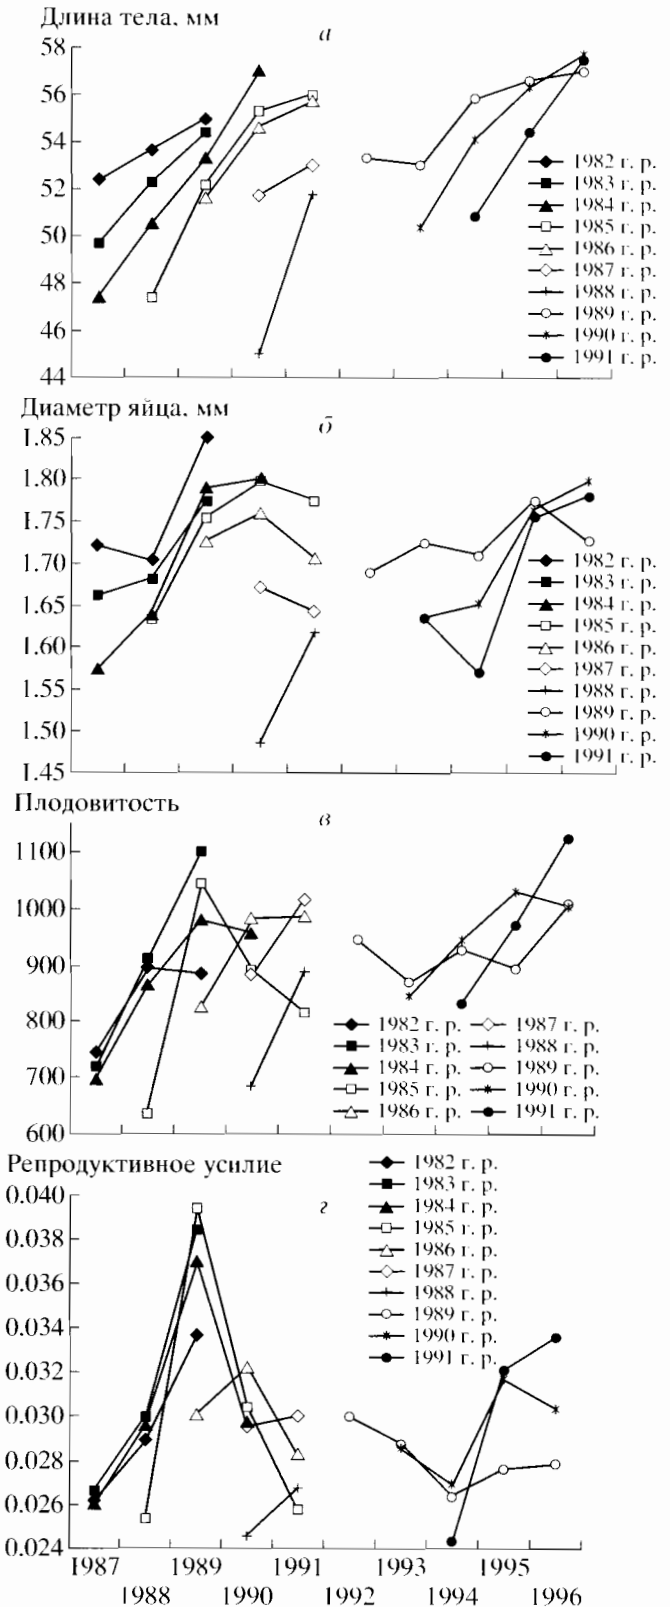 Длина тела, мм
а
58
56
54
52
50
48
46
44
1982 г. р.
1983 г. р.
1984 г. р.
1985 г. р.
1986 г. р.
1987 г. р.
1988 г. р.
1989 г. р.
1990 г. р.
1991 г. р.
Диаметр яйца, мм
б
1.85
1.80
1.75
1.70
1.65
1.60
1.55
1.50
1.45
1982 г. р.
1983 г. р.
1984 г. р.
1985 г. р.
1986 г. р.
1987 г. р.
1988 г. р.
1989 г. р.
1990 г. р.
1991 г. р.
Плодовитость
в
1100
1000
900
800
700
600
1982 г. р. 1987 г. р.
1983 г. р. 1988 г. р.
1984 г. р. 1989 г. р.
1985 г. р. 1990 г. р.
1986 г. р. 1991 г. р.
Репродуктивное усилие
г
0.040
0.038
0.036
0.034
0.032
0.030
0.028
0.026
0.024
1982 г. р.
1983 г. р.
1984 г. р.
1985 г. р.
1986 г. р.
1987 г. р.
1988 г. р.
1989 г. р.
1990 г. р.
1991 г. р.
1987 1989 1991 1993 1995
1988 1990 1992 1994 1996